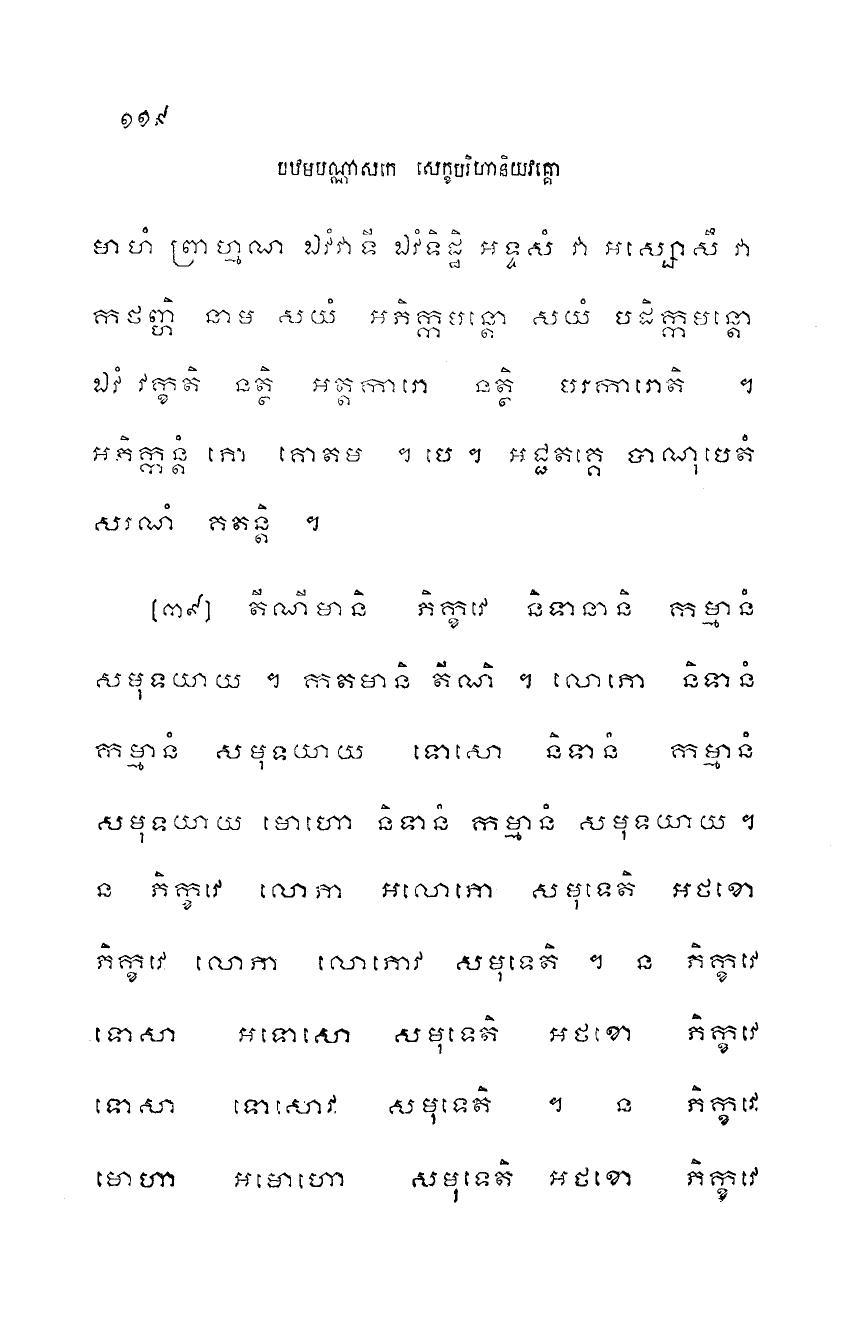 ១១៩
បឋមបណ្ណាសកេ សេក្ខបរិហានិយវគ្គោ
មាហំ ព្រាហ្មណ ឯវំវាទឹ ឯវំទិដ្ឋិ អទ្ទសំ វា អស្សោសឹ វា
កថញ្ហិ នាម សយំ អភិក្កមន្តោ សយំ បដិក្កមន្តោ
ឯវំ វក្ខតិ នត្ថិ អត្តការោ នត្ថិ បរការោតិ ។
អភិក្កន្តំ ភោ គោតម ។ បេ ។ អជ្ជតគ្គេ បាណុបេតំ
សរណំ គតន្តិ ។
[៣៩] តីណីមានិ ភិក្ខវេ និទានានិ កម្មានំ
សមុទយាយ ។ កតមានិ តីណិ ។ លោភោ និទានំ
កម្មានំ សមុទយាយ ទោសោ និទានំ កម្មានំ
សមុទយាយ មោហោ និទានំ កម្មានំ សមុទយាយ ។
ន ភិក្ខវេ លោភា អលោភោ សមុទេតិ អថខោ
ភិក្ខវេ លោភា លោភោវ សមុទេតិ ។ ន ភិក្ខវេ
ទោសា អទោសោ សមុទេតិ អថខោ ភិក្ខវេ
ទោសា ទោសោវ សមុទេតិ ។ ន ភិក្ខវេ
មោហា អមោហោ សមុទេតិ អថខោ ភិក្ខវេ